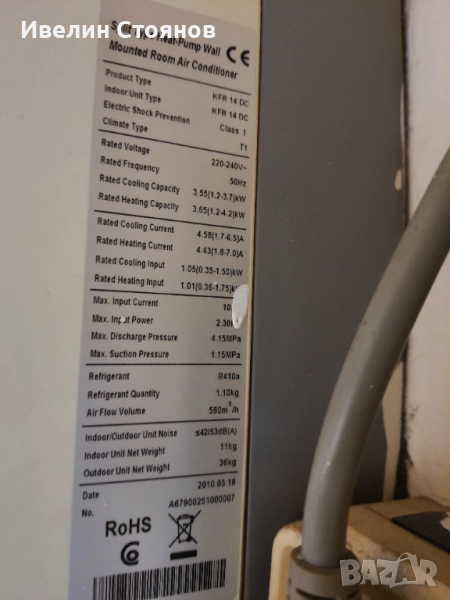 Ивелин Стоянов
Split Type Heat-Pump Wall
Mounted Room Air Conditioner
CE
Product Type KFR 14 DC
Indoor Unit Type KFR 14 DC
Electric Shock Prevention Class I
Climate Type T1
Rated Voltage 220-240V~
Rated Frequency 50Hz
Rated Cooling Capacity 3.55(1.2-3.7)kW
Rated Heating Capacity 3.65(1.2-4.2)kW
Rated Cooling Current 4.58(1.7-6.5)A
Rated Heating Current 4.43(1.8-7.0)A
Rated Cooling Input 1.05(0.35-1.50)kW
Rated Heating Input 1.01(0.36-1.75)
Max. Input Current
Max. Input Power
Max. Discharge Pressure 4.15MPa
Max. Suction Pressure 1.15MPa
Refrigerant R410a
Refrigerant Quantity 1.10kg
Air Flow Volume 580m³/h
Indoor/Outdoor Unit Noise ≤42/53dB(A)
Indoor Unit Net Weight 11kg
Outdoor Unit Net Weight 36kg
Date 2010.03.18
No. A67900251000007
RoHS
BAZAR